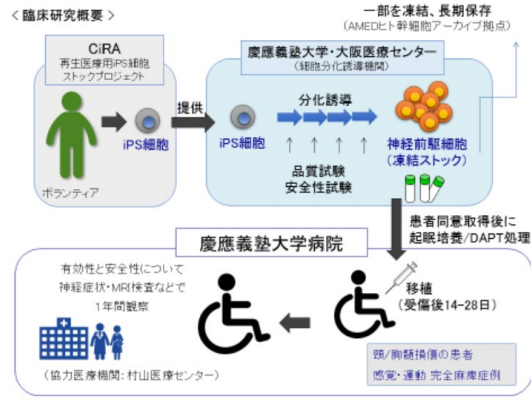 ＜臨床研究概要＞
一部を凍結、長期保存
(AMEDヒト幹細胞アーカイブ拠点)
CiRA
再生医療用iPS細胞
ストックプロジェクト
慶應義塾大学・大阪医療センター
(細胞分化誘導機関)
提供
分化誘導
iPS細胞
iPS細胞
神経前駆細胞
(凍結ストック)
品質試験
安全性試験
ボランティア
患者同意取得後に
起眠培養/DAPT処理
慶應義塾大学病院
有効性と安全性について
神経症状・MRI検査などで
1年間観察
移植
(受傷後14-28日)
頸/胸髄損傷の患者
感覚・運動 完全麻痺症例
(協力医療機関: 村山医療センター)